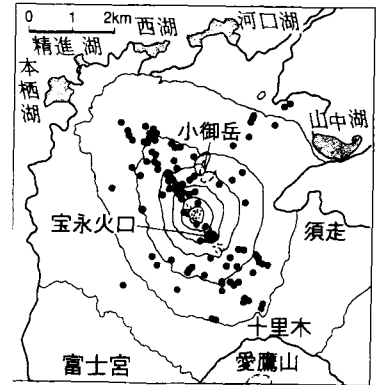 0 1 2km
西湖
河口湖
精進湖
本栖湖
小御岳
山中湖
宝永火口
須走
十里木
富士宮
愛鷹山